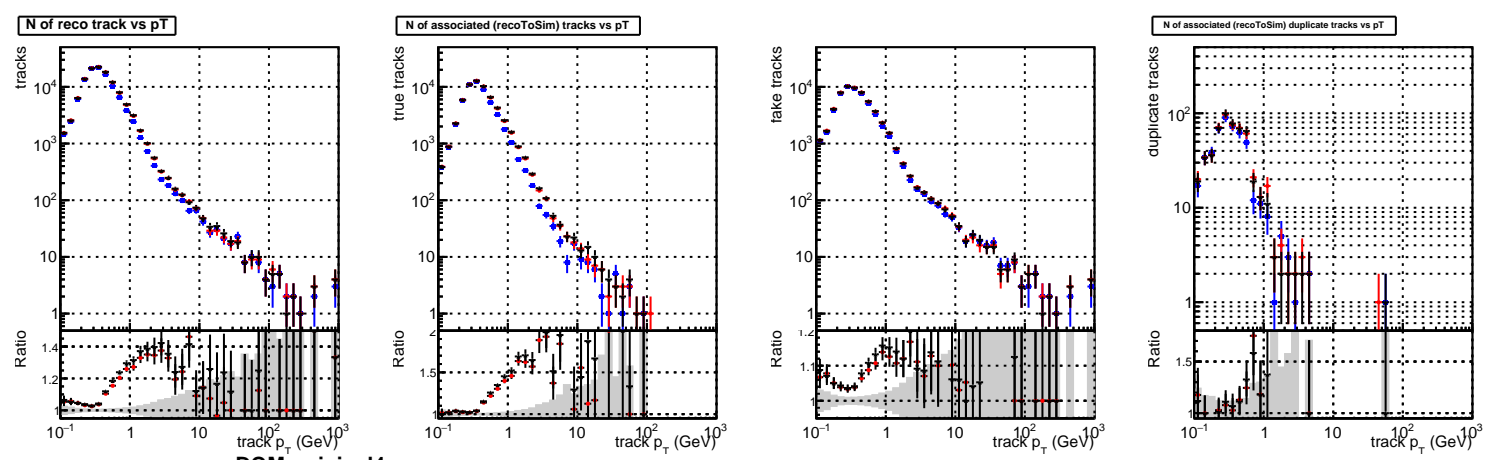 N of reco track vs pT
N of associated (recoToSim) tracks vs pT
N of associated (recoToSim) duplicate tracks vs pT
tracks
10^4
10^3
10^2
10
1
Ratio
1.4
1.2
1
10^-1 1 10 10^2 10^3
track p_T (GeV)
true tracks
10^4
10^3
10^2
10
1
Ratio
2
1.5
1
10^-1 1 10 10^2 10^3
track p_T (GeV)
fake tracks
10^4
10^3
10^2
10
1
Ratio
1.2
1.1
1
10^-1 1 10 10^2 10^3
track p_T (GeV)
duplicate tracks
10^2
10
1
Ratio
1.5
1
10^-1 1 10 10^2 10^3
track p_T (GeV)